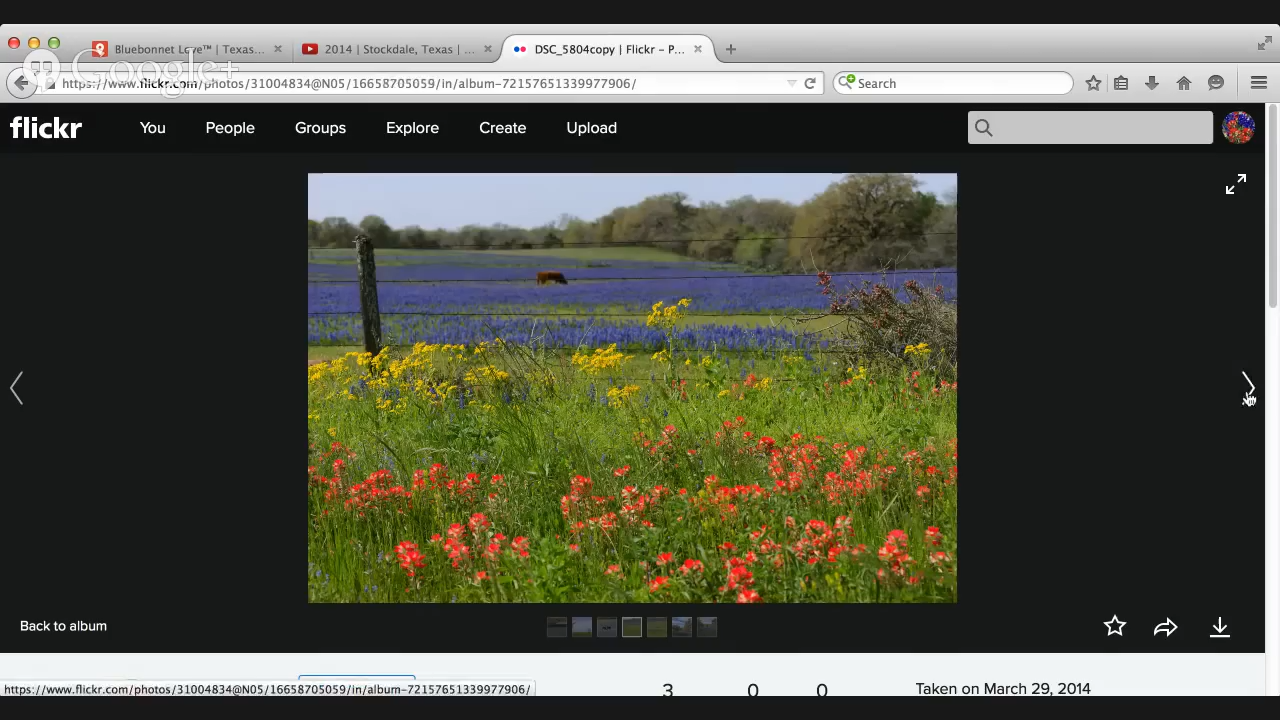 Bluebonnet Love™ | Texas...
2014 | Stockdale, Texas | ...
DSC_5804copy | Flickr - P...
Google+
https://www.flickr.com/photos/31004834@N05/16658705059/in/album-72157651339977906/
Search
flickr
You
People
Groups
Explore
Create
Upload
Back to album
https://www.flickr.com/photos/31004834@N05/16658705059/in/album-72157651339977906/
3
0
0
Taken on March 29, 2014